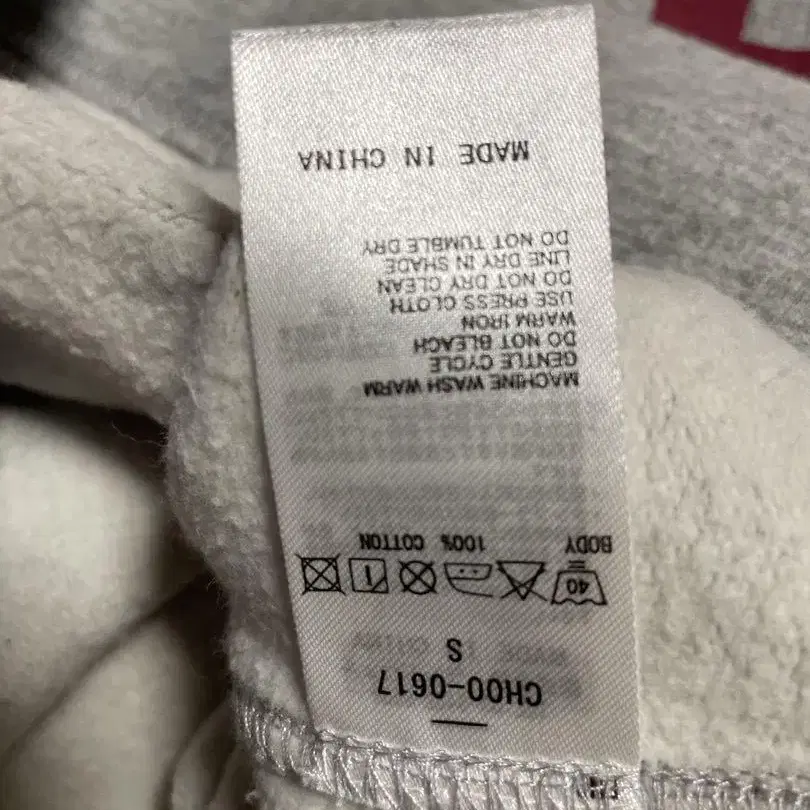 CH00-0617
S
40
BODY 100% COTTON
MACHINE WASH WARM
GENTLE CYCLE
DO NOT BLEACH
WARM IRON
USE PRESS CLOTH
DO NOT DRY CLEAN
LINE DRY IN SHADE
DO NOT TUMBLE DRY
MADE IN CHINA